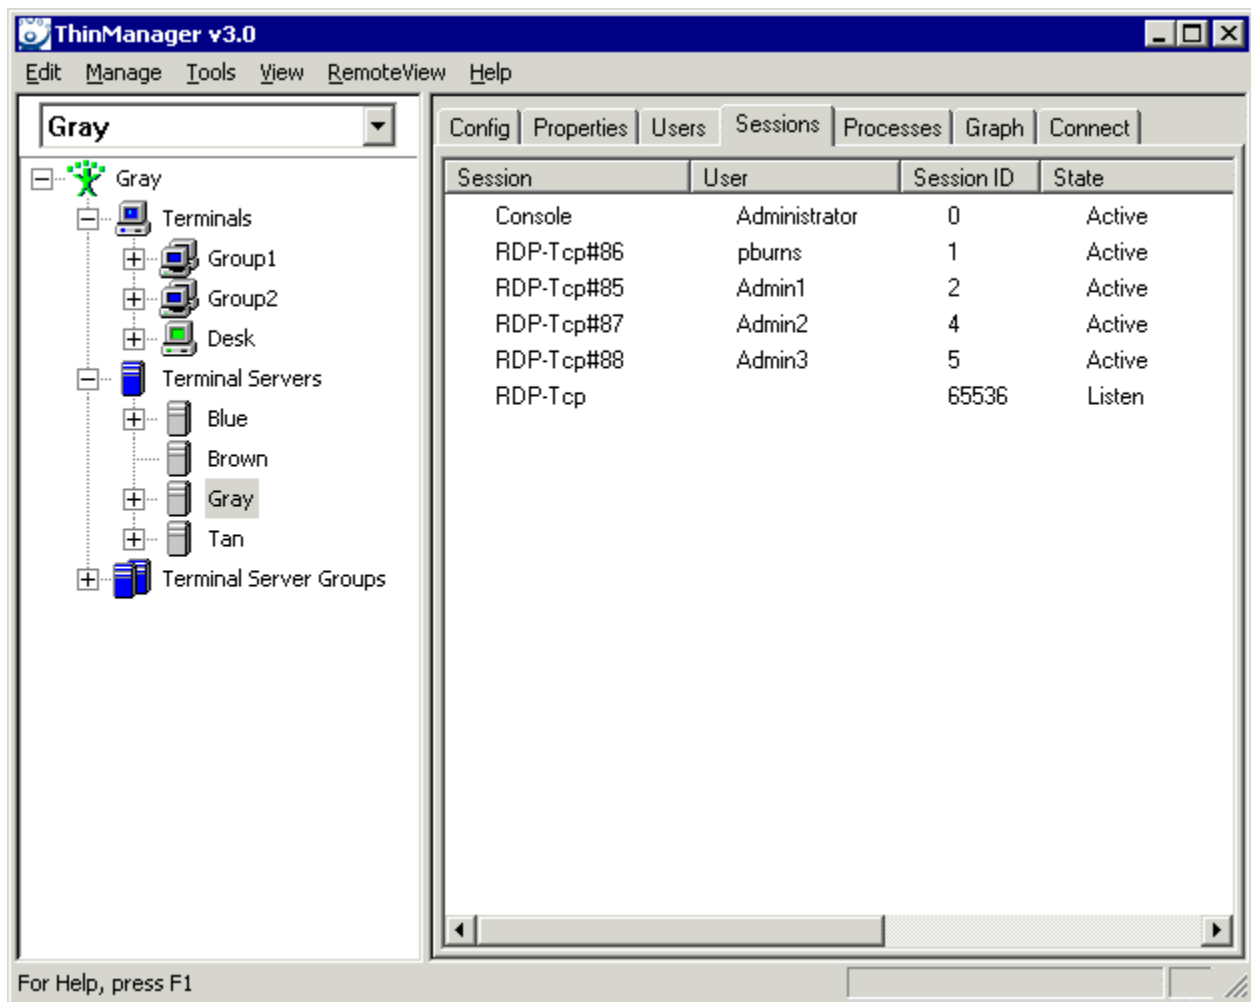 ThinManager v3.0
Edit Manage Tools View RemoteView Help
Gray
Gray
Terminals
Group1
Group2
Desk
Terminal Servers
Blue
Brown
Gray
Tan
Terminal Server Groups
Config Properties Users Sessions Processes Graph Connect
Session User Session ID State
Console Administrator 0 Active
RDP-Tcp#86 pburns 1 Active
RDP-Tcp#85 Admin1 2 Active
RDP-Tcp#87 Admin2 4 Active
RDP-Tcp#88 Admin3 5 Active
RDP-Tcp 65536 Listen
For Help, press F1